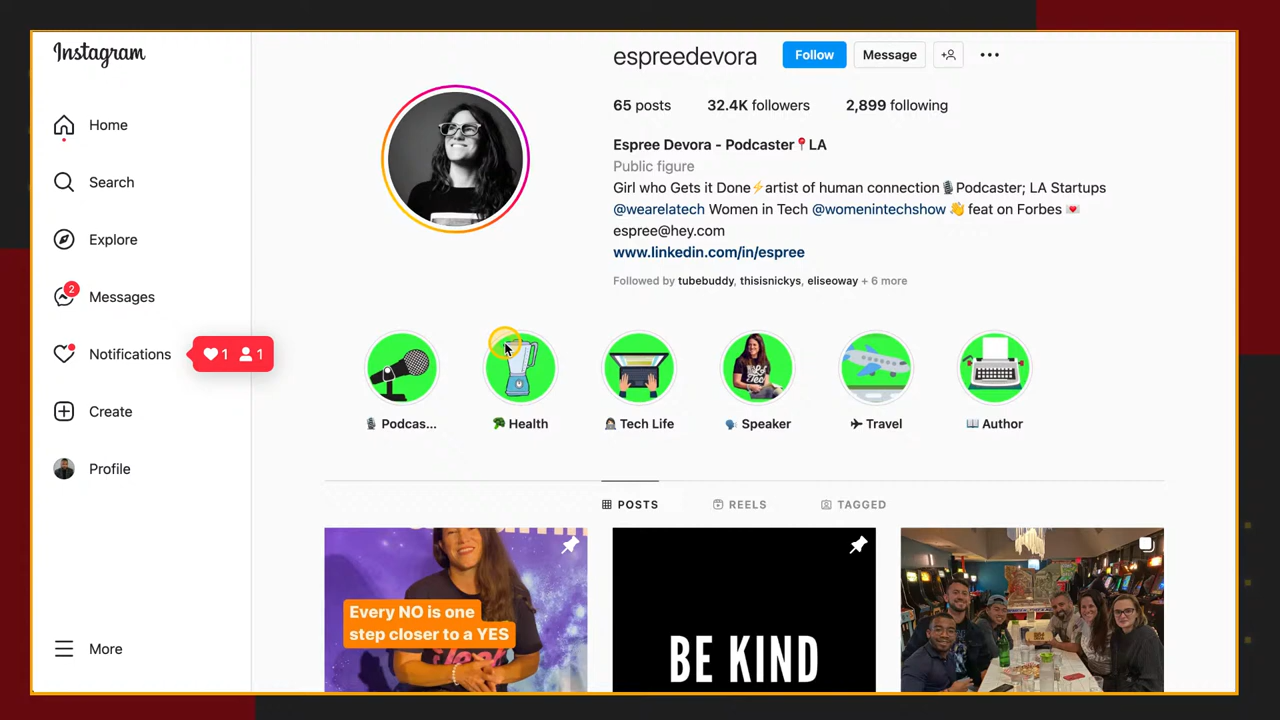 Instagram
Home
Search
Explore
2
Messages
Notifications
1 1
Create
Profile
More
espreedevora
Follow
Message
65 posts 32.4K followers 2,899 following
Espree Devora - Podcaster📍LA
Public figure
Girl who Gets it Done⚡artist of human connection🎙Podcaster; LA Startups
@wearelatech Women in Tech @womenintechshow 👋 feat on Forbes 💌
espree@hey.com
www.linkedin.com/in/espree
Followed by tubebuddy, thisisnickys, eliseoway + 6 more
🎙 Podcas... 🥦 Health 👩🏽‍💻 Tech Life 🗣 Speaker ✈ Travel 📖 Author
POSTS REELS TAGGED
Every NO is one
step closer to a YES
BE KIND